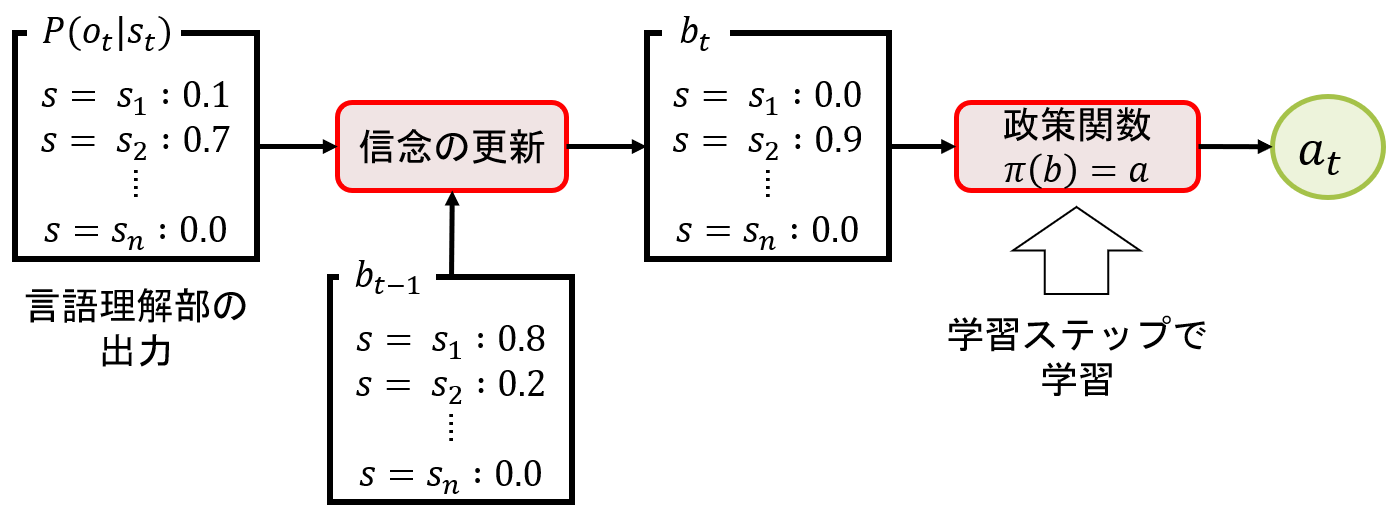 P(o_t|s_t)
s = s_1 : 0.1
s = s_2 : 0.7
⋮
s = s_n : 0.0
言語理解部の
出力
信念の更新
b_{t−1}
s = s_1 : 0.8
s = s_2 : 0.2
⋮
s = s_n : 0.0
b_t
s = s_1 : 0.0
s = s_2 : 0.9
⋮
s = s_n : 0.0
政策関数
π(b) = a
学習ステップで
学習
a_t